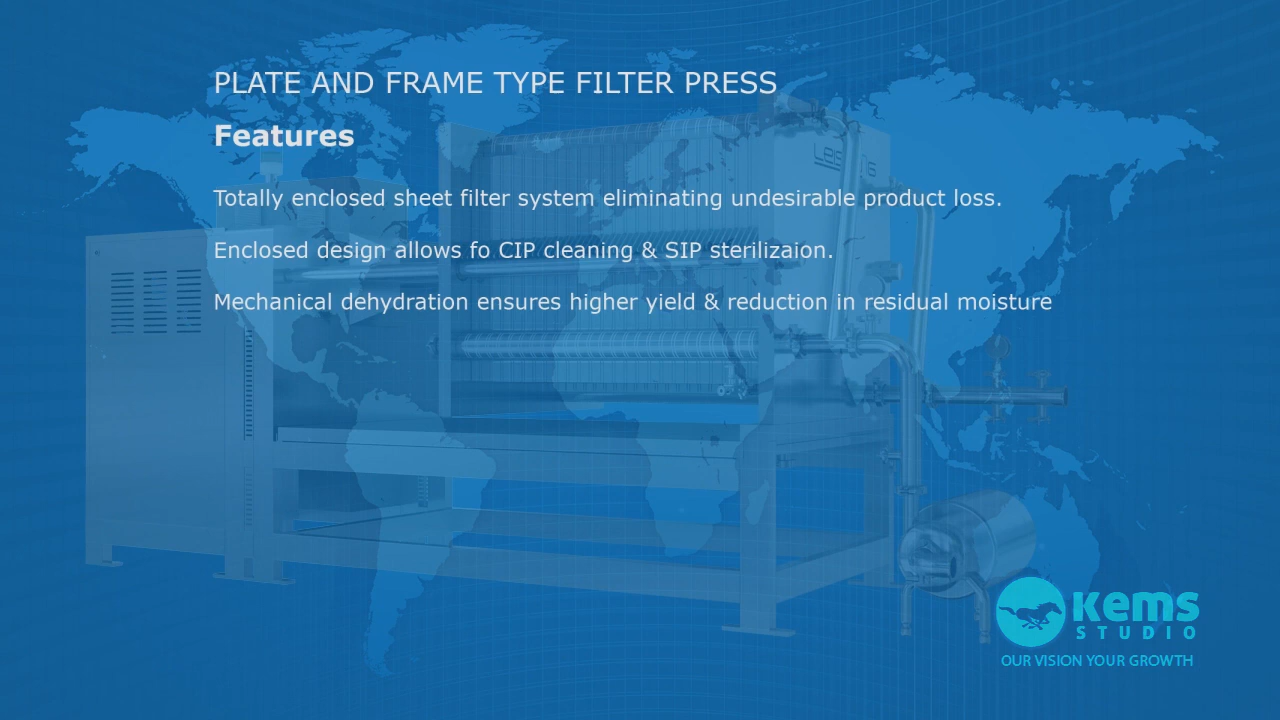 PLATE AND FRAME TYPE FILTER PRESS
Features
Totally enclosed sheet filter system eliminating undesirable product loss.
Enclosed design allows fo CIP cleaning & SIP sterilizaion.
Mechanical dehydration ensures higher yield & reduction in residual moisture
Kems
STUDIO
OUR VISION YOUR GROWTH